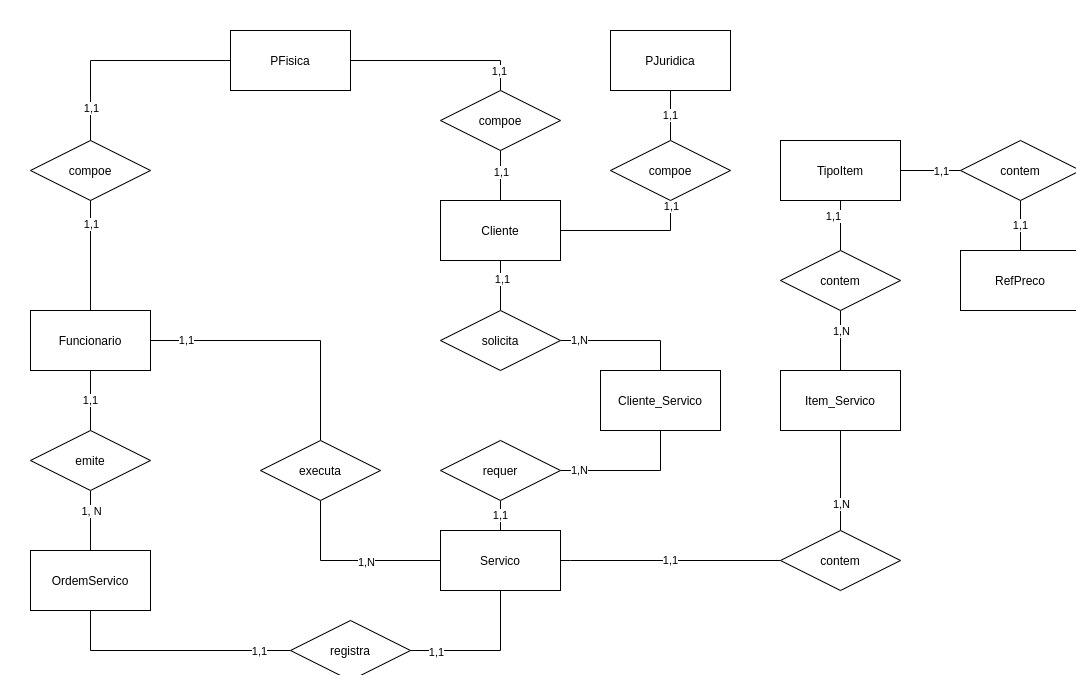 PFisica
PJuridica
1,1
1,1
1,1
compoe
1,1
compoe
compoe
TipoItem
1,1
contem
1,1
1,1
1,1
1,1
1,1
Cliente
1,1
contem
RefPreco
1,N
Funcionario
1,1
solicita
1,N
1,1
Cliente_Servico
Item_Servico
emite
executa
requer
1,N
1, N
1,1
1,N
OrdemServico
1,N
Servico
1,1
contem
1,1
registra
1,1